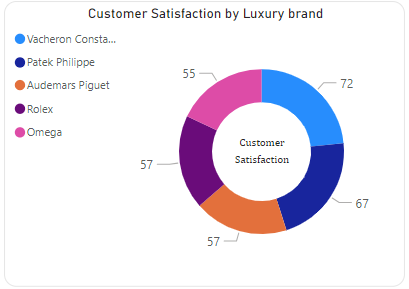 Customer Satisfaction by Luxury brand
Vacheron Consta...
Patek Philippe
Audemars Piguet
Rolex
Omega
55
72
57
67
57
Customer
Satisfaction